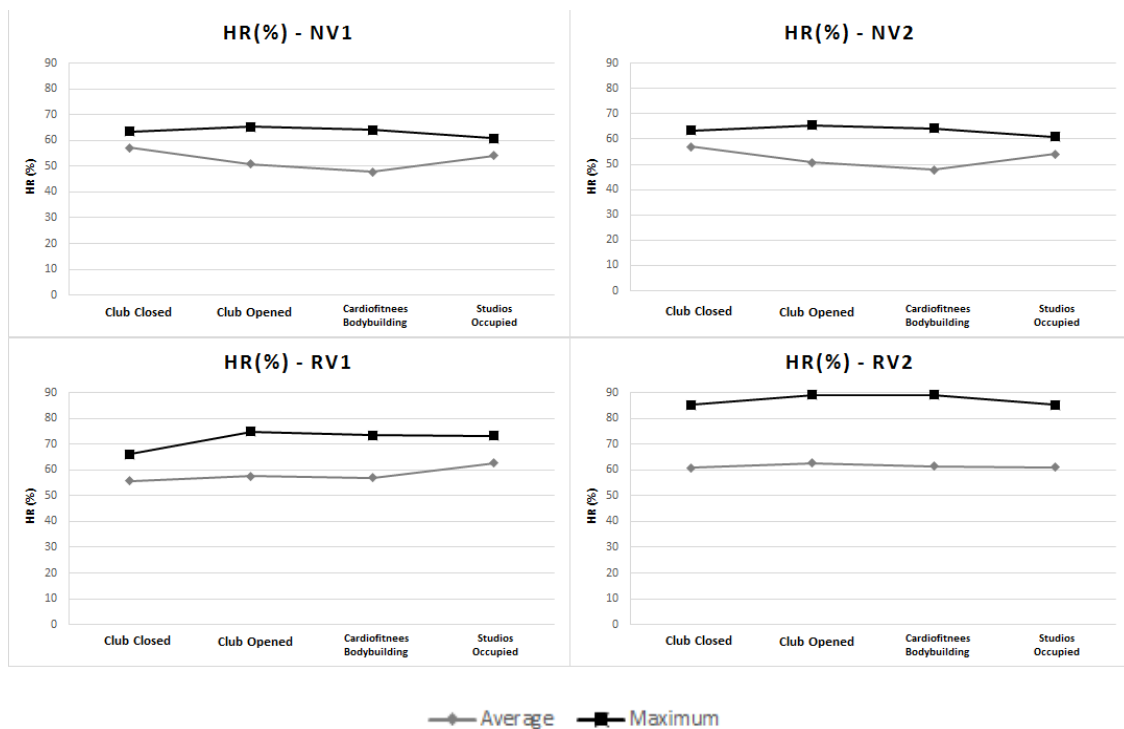 HR(%) - NV1
90
80
70
60
50
40
30
20
10
0
HR (%)
Club Closed
Club Opened
Cardiofitnees
Bodybuilding
Studios
Occupied
HR(%) - NV2
90
80
70
60
50
40
30
20
10
0
HR (%)
Club Closed
Club Opened
Cardiofitnees
Bodybuilding
Studios
Occupied
HR(%) - RV1
90
80
70
60
50
40
30
20
10
0
HR (%)
Club Closed
Club Opened
Cardiofitnees
Bodybuilding
Studios
Occupied
HR(%) - RV2
90
80
70
60
50
40
30
20
10
0
HR (%)
Club Closed
Club Opened
Cardiofitnees
Bodybuilding
Studios
Occupied
Average
Maximum